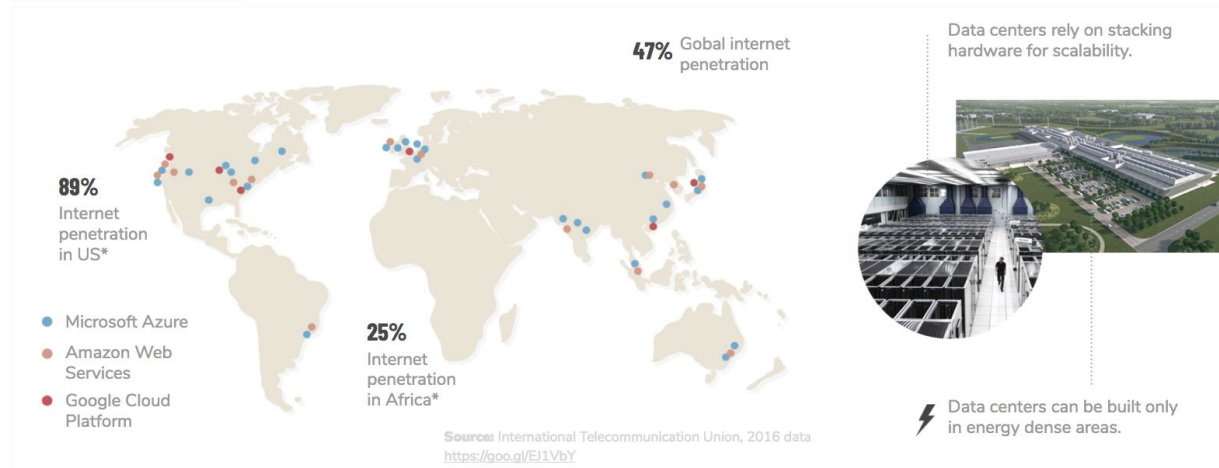 47% Gobal internet
penetration
Data centers rely on stacking
hardware for scalability.
89%
Internet
penetration
in US*
Microsoft Azure
Amazon Web
Services
Google Cloud
Platform
25%
Internet
penetration
in Africa*
Data centers can be built only
in energy dense areas.
Source: International Telecommunication Union, 2016 data
https://goo.gl/EJ1VbY